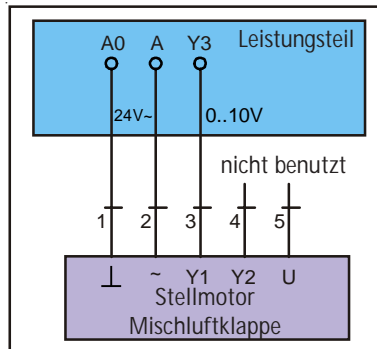 A0 A Y3 Leistungsteil
24V~ 0..10V
nicht benutzt
1 2 3 4 5
⊥ ~ Y1 Y2 U
Stellmotor
Mischluftklappe